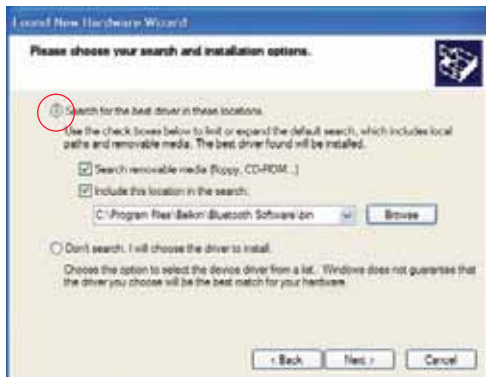 Found New Hardware Wizard
Please choose your search and installation options.
Search for the best driver in these locations.
Use the check boxes below to limit or expand the default search, which includes local
paths and removable media. The best driver found will be installed.
Search removable media (floppy, CD-ROM...)
Include this location in the search:
C:\Program Files\Belkin\Bluetooth Software\bin
Browse
Don't search. I will choose the driver to install.
Choose this option to select the device driver from a list. Windows does not guarantee that
the driver you choose will be the best match for your hardware.
< Back
Next >
Cancel